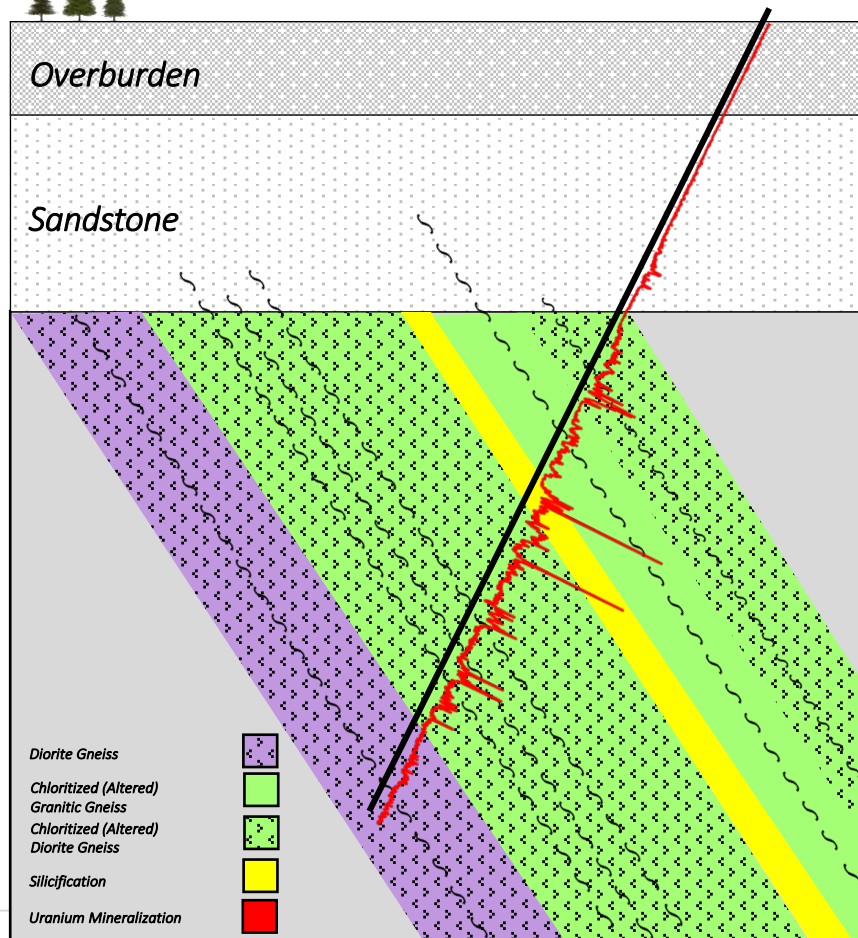 Overburden
Sandstone
Diorite Gneiss
Chloritized (Altered)
Granitic Gneiss
Chloritized (Altered)
Diorite Gneiss
Silicification
Uranium Mineralization